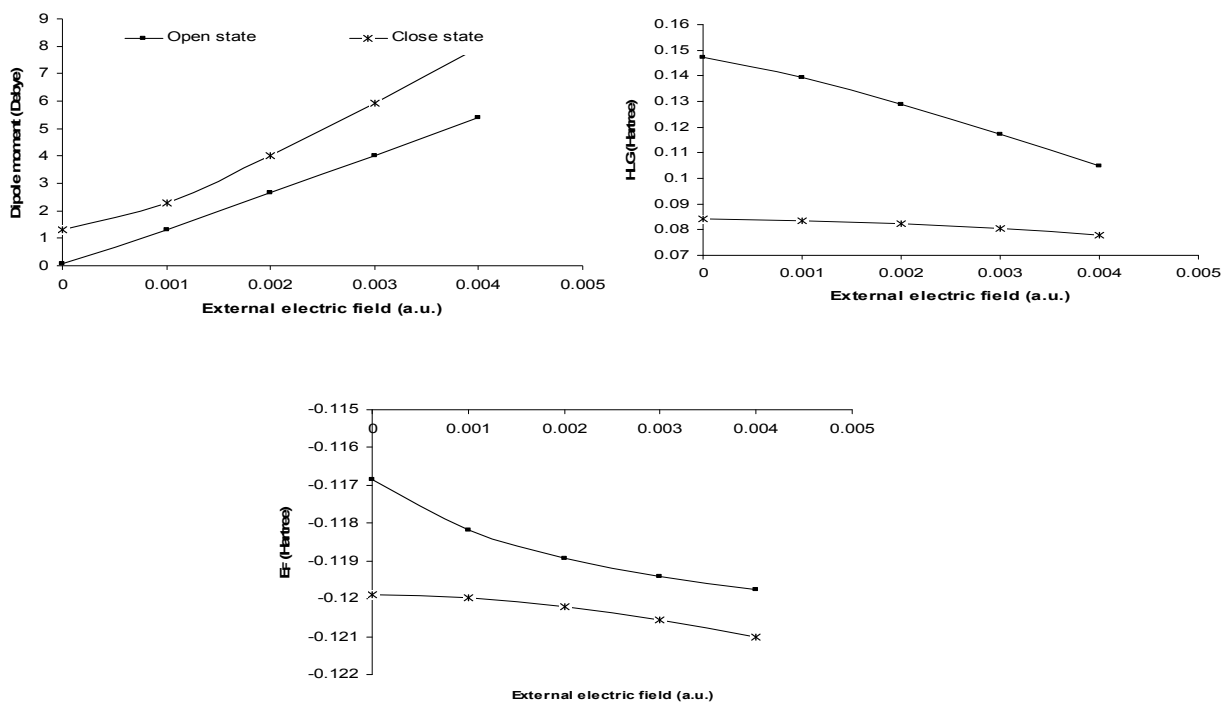 9
8
7
6
5
4
3
2
1
0
Dipole moment (Debye)
Open state
Close state
0 0.001 0.002 0.003 0.004 0.005
External electric field (a.u.)
0.16
0.15
0.14
0.13
0.12
0.11
0.1
0.09
0.08
0.07
HLG (Hartree)
0 0.001 0.002 0.003 0.004 0.005
External electric field (a.u.)
-0.115
-0.116
-0.117
-0.118
-0.119
-0.12
-0.121
-0.122
EF (Hartree)
0 0.001 0.002 0.003 0.004 0.005
External electric field (a.u.)